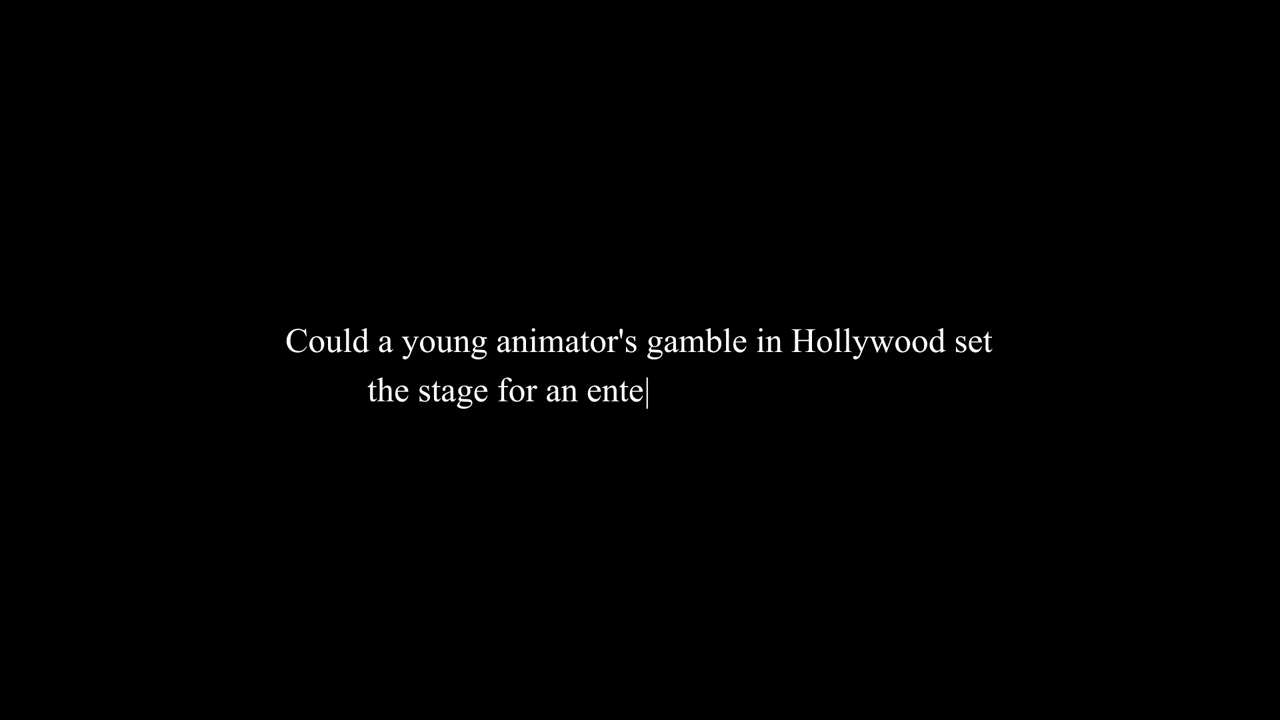 Could a young animator's gamble in Hollywood set
the stage for an ente|